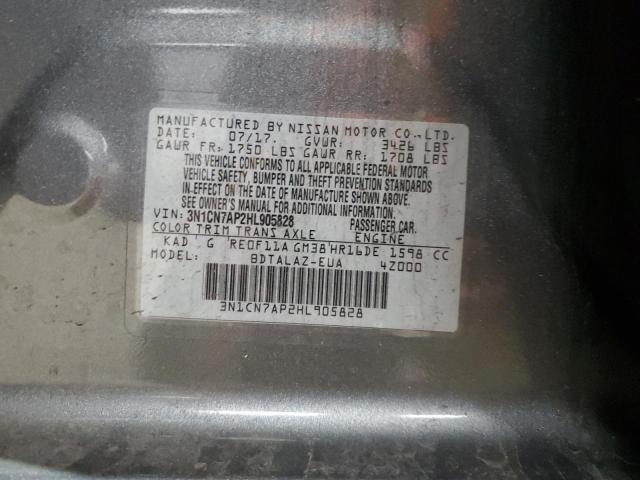 MANUFACTURED BY NISSAN MOTOR CO.,LTD.
DATE: 07/17. GVWR: 3426 LBS
GAWR FR: 1750 LBS GAWR RR: 1708 LBS
THIS VEHICLE CONFORMS TO ALL APPLICABLE FEDERAL MOTOR
VEHICLE SAFETY, BUMPER AND THEFT PREVENTION STANDARDS
IN EFFECT ON THE DATE OF MANUFACTURE SHOWN ABOVE.
SEE OWNER'S MANUAL FOR ADDITIONAL INFORMATION.
VIN: 3N1CN7AP2HL905828 PASSENGER CAR.
COLOR TRIM TRANS AXLE ENGINE
KAD G RE0F11A GM38 HR16DE 1598 CC
MODEL: BDTALAZ-EUA 4Z000
3N1CN7AP2HL905828